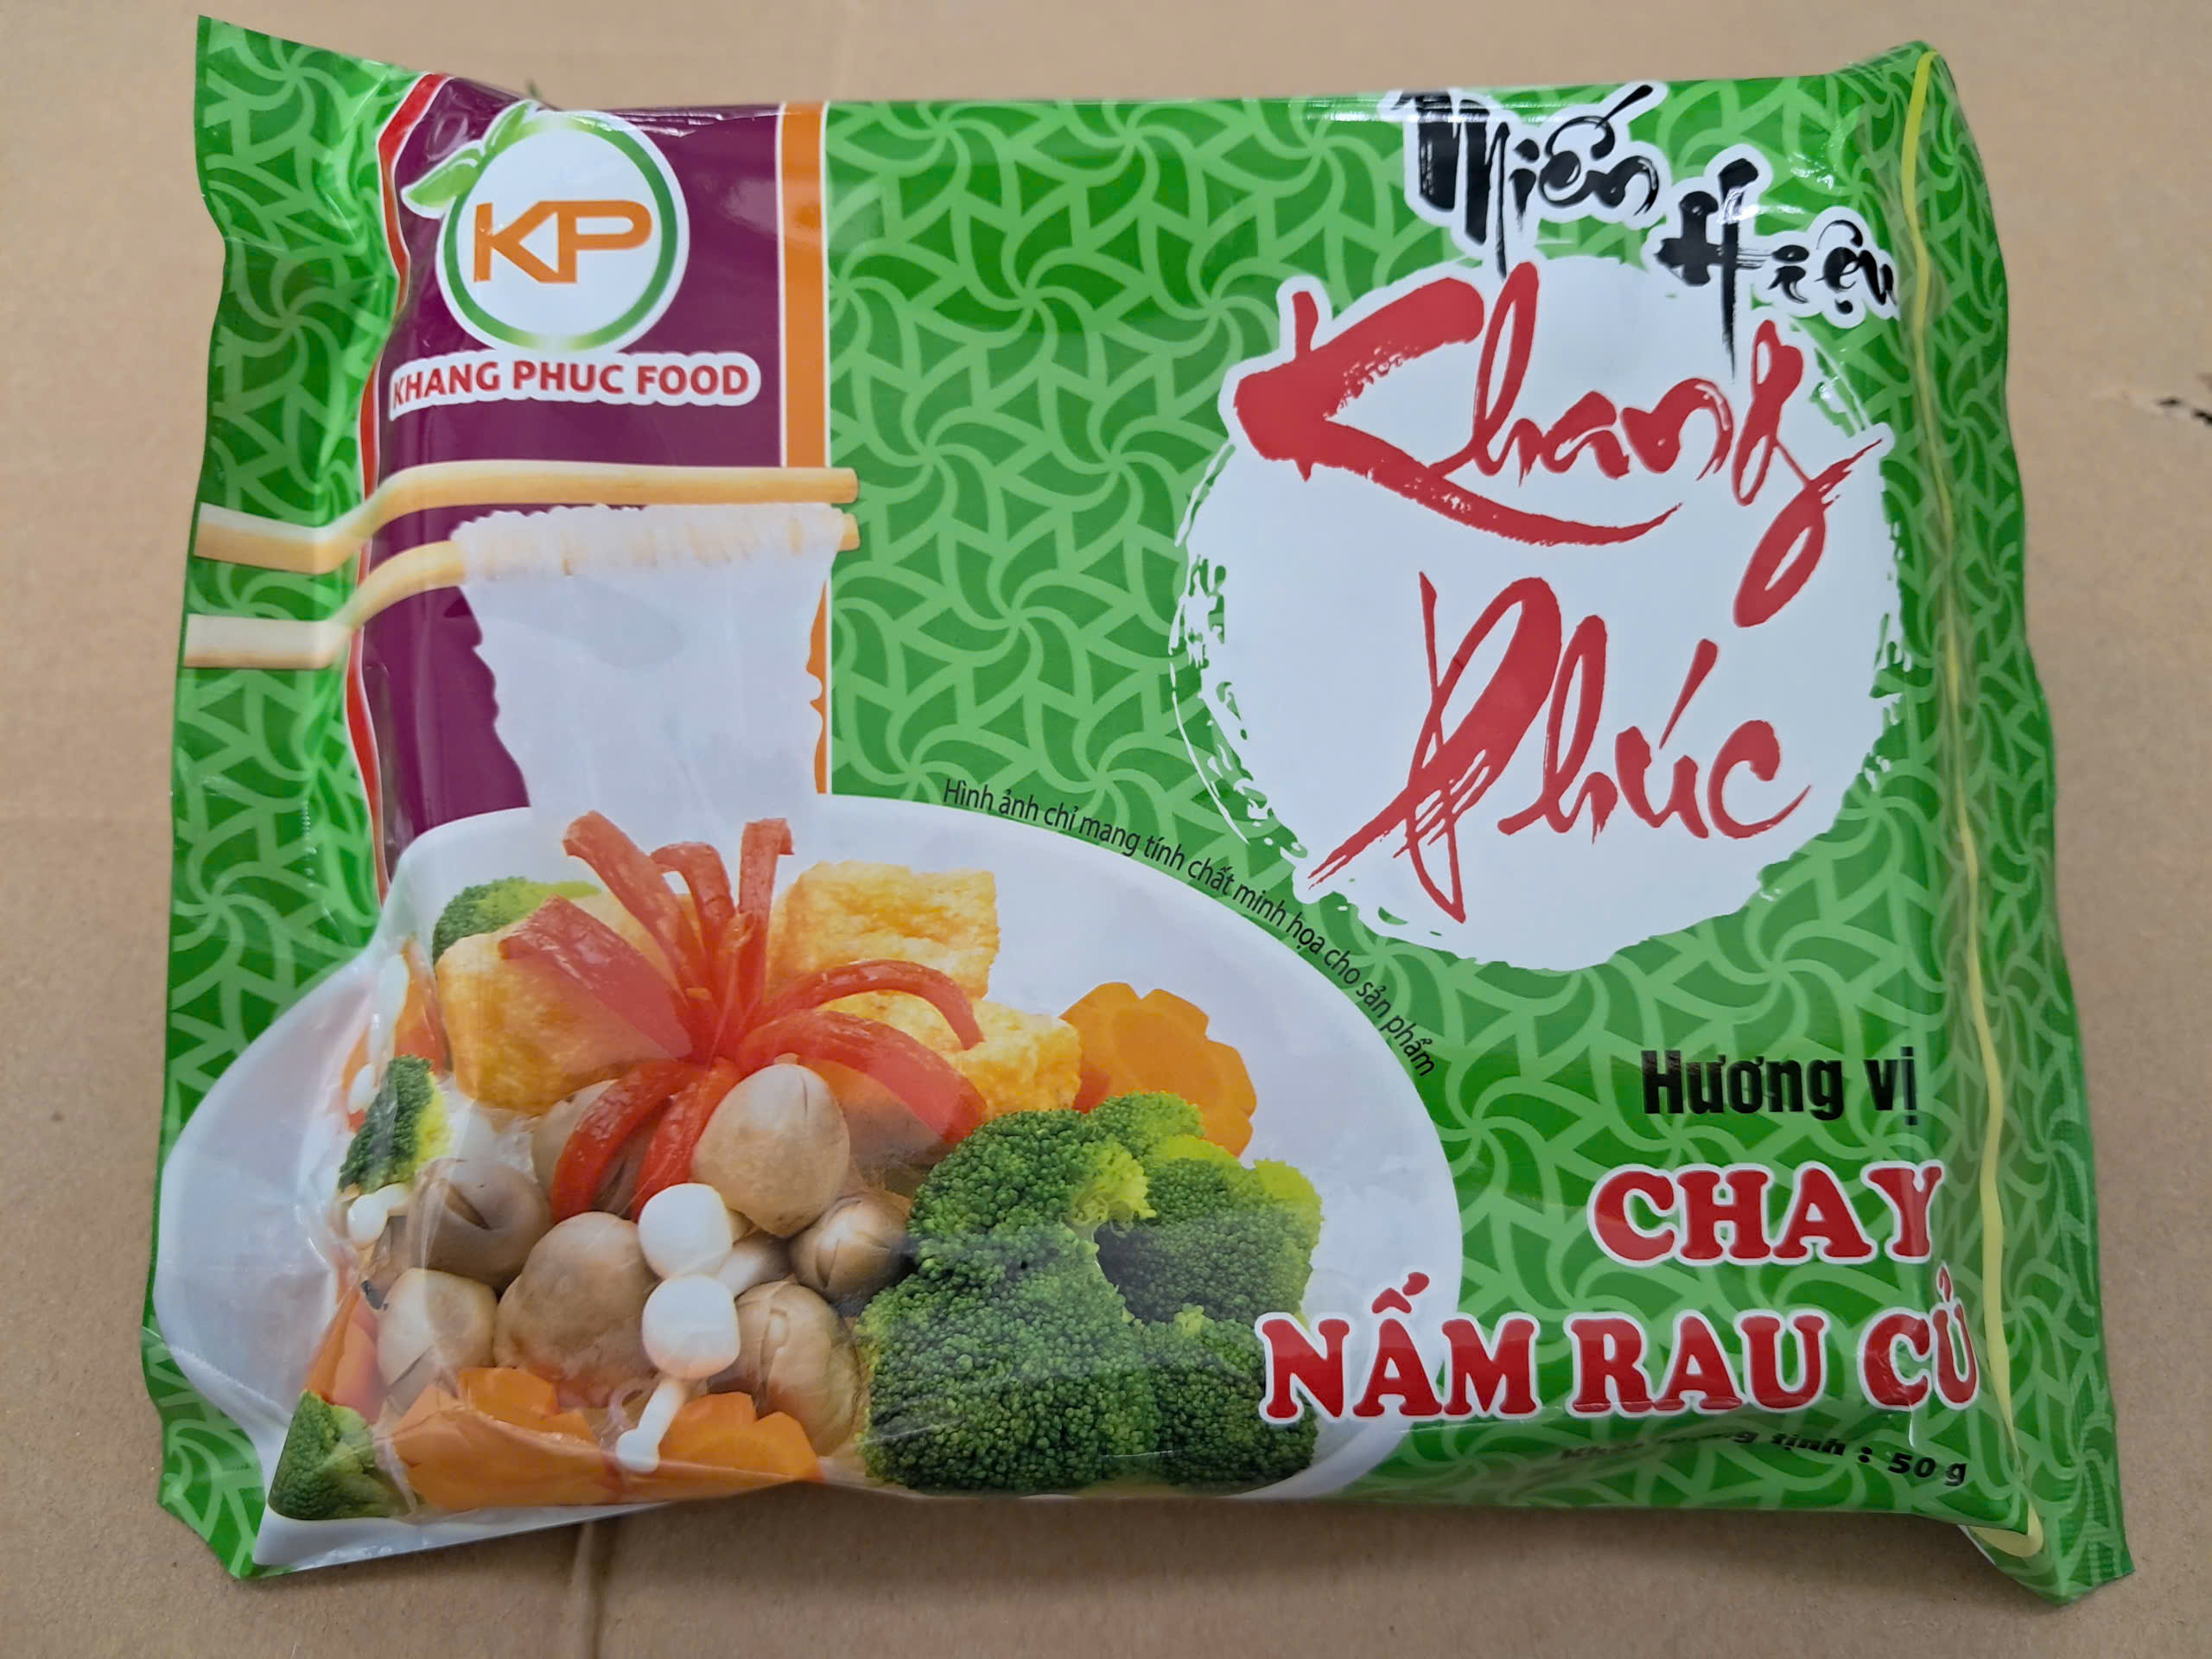 KP
KHANG PHUC FOOD
Miến
Hiệu
Khang
Phúc
Hình ảnh chỉ mang tính chất minh họa cho sản phẩm
Hương vị
CHAY
NẤM RAU CỦ
tịnh : 50 g